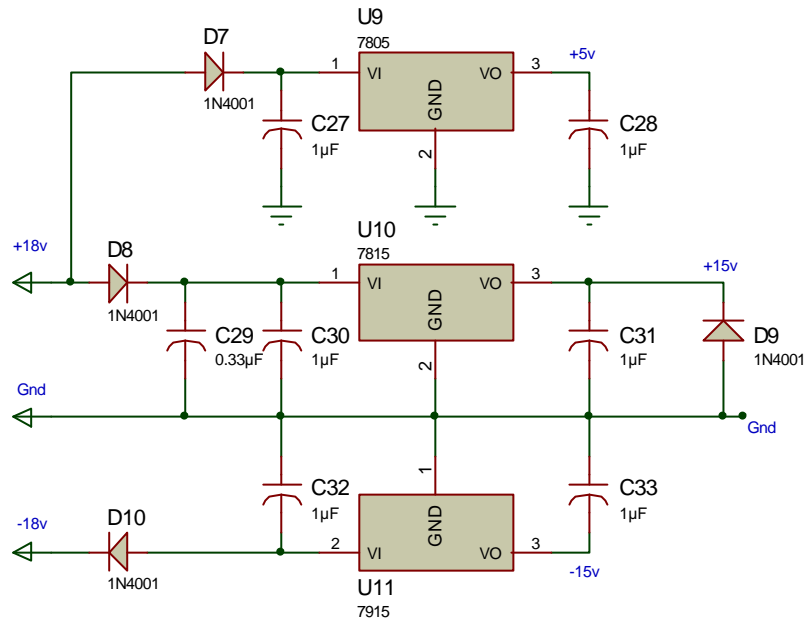 U9
7805
D7
1N4001
1
VI
VO
3
GND
2
+5v
C27
1µF
C28
1µF
U10
7815
+18v
D8
1N4001
1
VI
VO
3
GND
2
+15v
C29
0.33µF
C30
1µF
C31
1µF
D9
1N4001
Gnd
Gnd
1
C32
1µF
C33
1µF
-18v
D10
1N4001
2
VI
GND
VO
3
-15v
U11
7915